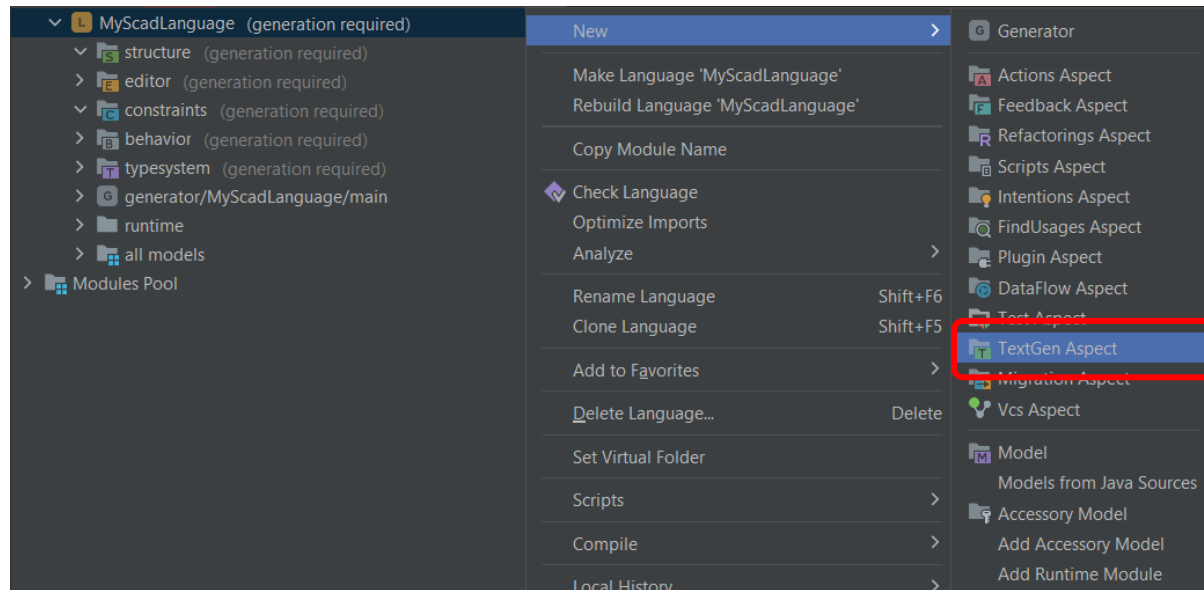 MyScadLanguage (generation required)
structure (generation required)
editor (generation required)
constraints (generation required)
behavior (generation required)
typesystem (generation required)
generator/MyScadLanguage/main
runtime
all models
Modules Pool
New
Make Language 'MyScadLanguage'
Rebuild Language 'MyScadLanguage'
Copy Module Name
Check Language
Optimize Imports
Analyze
Rename Language Shift+F6
Clone Language Shift+F5
Add to Favorites
Delete Language... Delete
Set Virtual Folder
Scripts
Compile
Local History
Generator
Actions Aspect
Feedback Aspect
Refactorings Aspect
Scripts Aspect
Intentions Aspect
FindUsages Aspect
Plugin Aspect
DataFlow Aspect
Test Aspect
TextGen Aspect
Migration Aspect
Vcs Aspect
Model
Models from Java Sources
Accessory Model
Add Accessory Model
Add Runtime Module